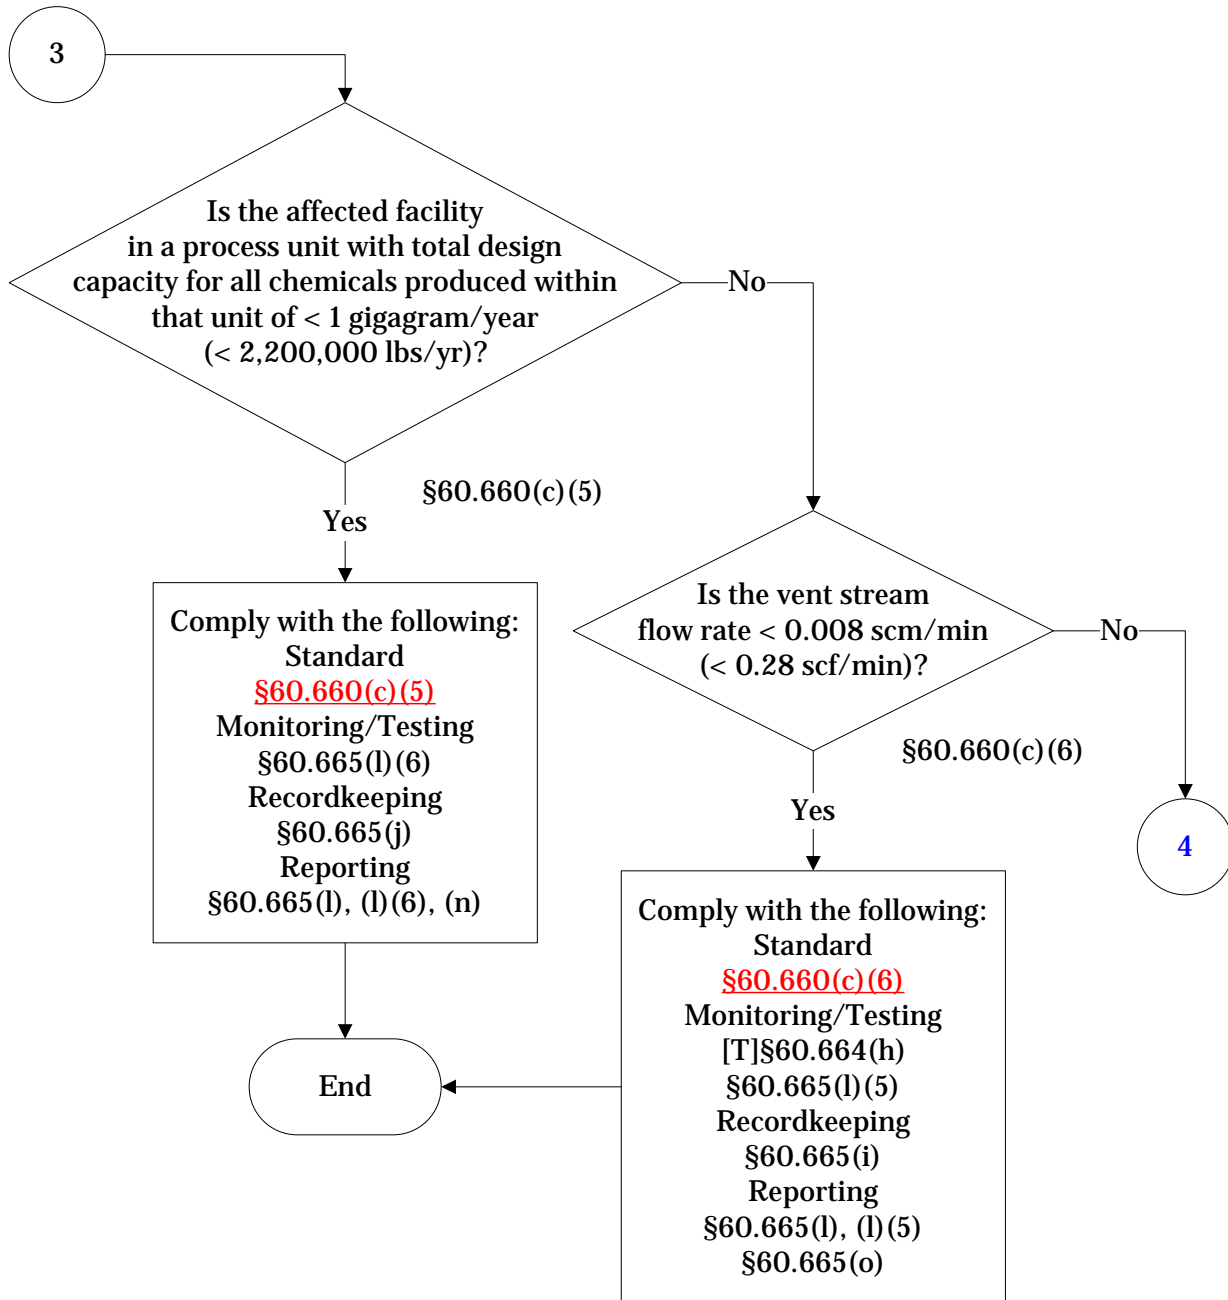 3
Is the affected facility
in a process unit with total design
capacity for all chemicals produced within
that unit of < 1 gigagram/year
(< 2,200,000 lbs/yr)?
No
§60.660(c)(5)
Yes
Comply with the following:
Standard
§60.660(c)(5)
Monitoring/Testing
§60.665(l)(6)
Recordkeeping
§60.665(j)
Reporting
§60.665(l), (l)(6), (n)
Is the vent stream
flow rate < 0.008 scm/min
(< 0.28 scf/min)?
No
§60.660(c)(6)
Yes
4
Comply with the following:
Standard
§60.660(c)(6)
Monitoring/Testing
[T]§60.664(h)
§60.665(l)(5)
Recordkeeping
§60.665(i)
Reporting
§60.665(l), (l)(5)
§60.665(o)
End